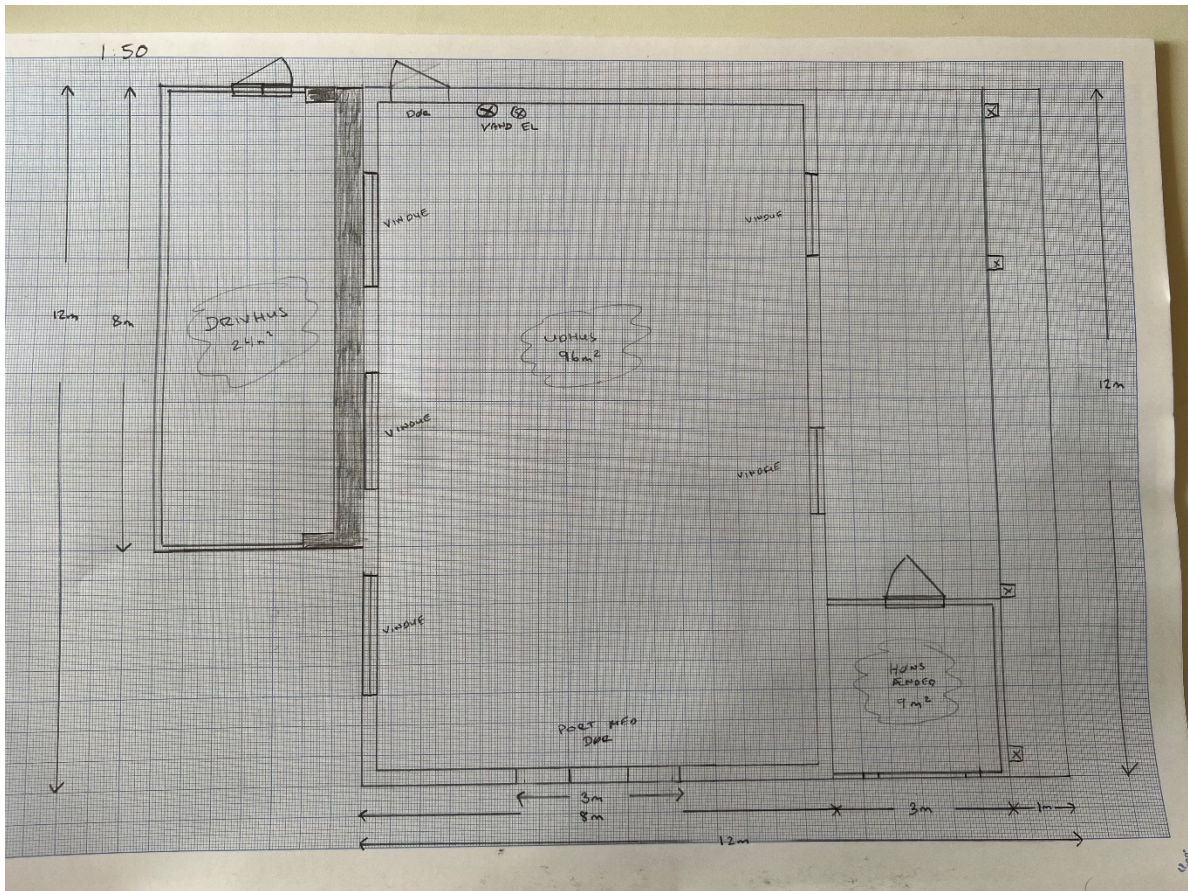 1:50
DØR
VAND EL
VINDUE
VINDUE
12m
8m
DRIVHUS
24m²
UDHUS
96m²
12m
VINDUE
VINDUE
VINDUE
HØNS
ÆNDER
9m²
PORT MED
DØR
3m
8m
3m
1m
12m